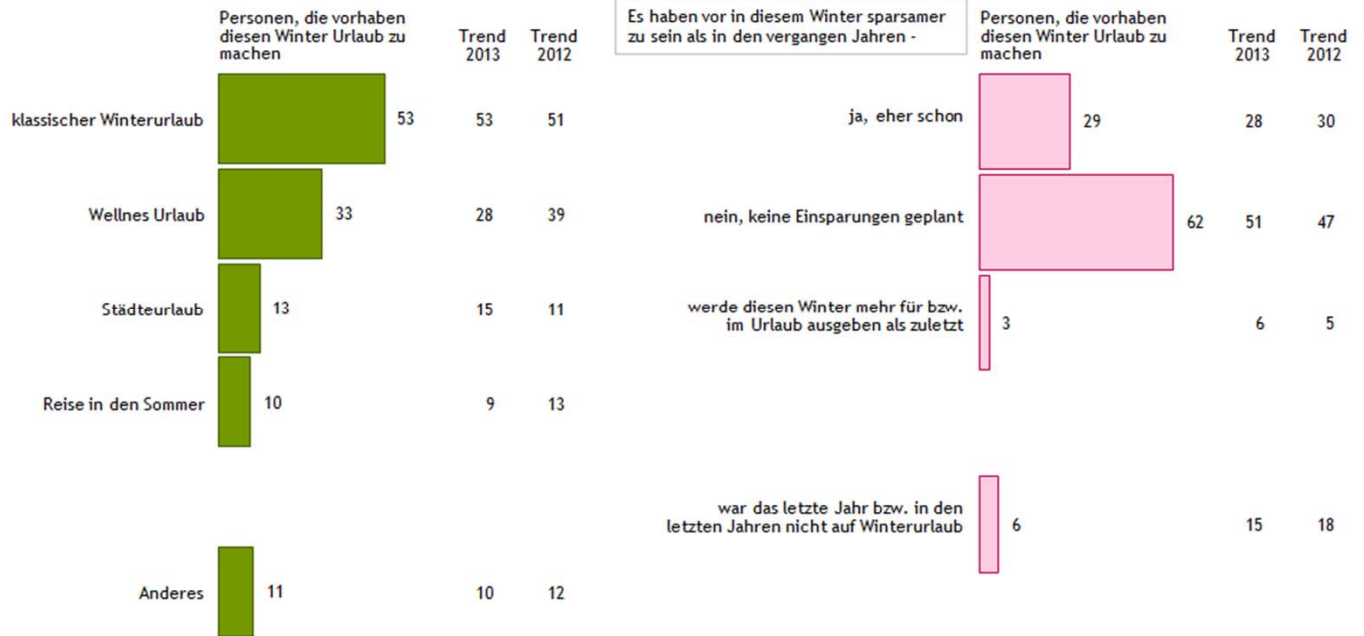 Personen, die vorhaben
diesen Winter Urlaub zu
machen
Trend
2013
Trend
2012
klassischer Winterurlaub 53 53 51
Wellnes Urlaub 33 28 39
Städteurlaub 13 15 11
Reise in den Sommer 10 9 13
Anderes 11 10 12
Es haben vor in diesem Winter sparsamer
zu sein als in den vergangen Jahren -
Personen, die vorhaben
diesen Winter Urlaub zu
machen
Trend
2013
Trend
2012
ja, eher schon 29 28 30
nein, keine Einsparungen geplant 62 51 47
werde diesen Winter mehr für bzw.
im Urlaub ausgeben als zuletzt 3 6 5
war das letzte Jahr bzw. in den
letzten Jahren nicht auf Winterurlaub 6 15 18